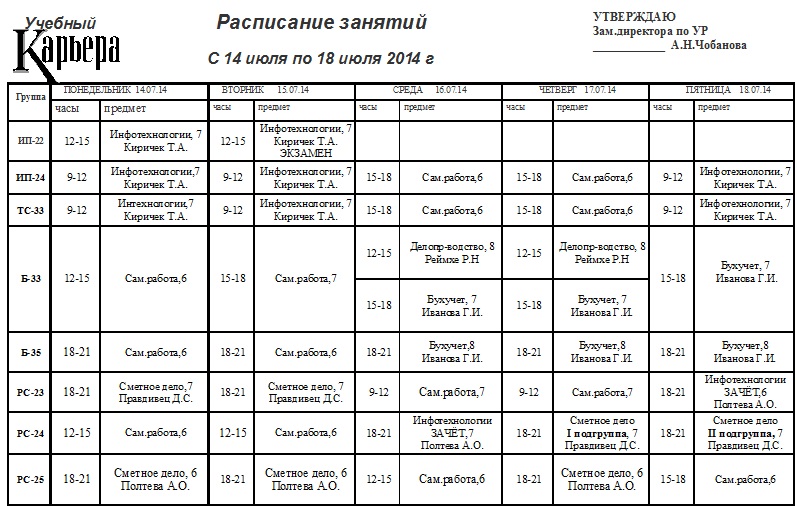 Учебный
Карьера
Расписание занятий
С 14 июля по 18 июля 2014 г
УТВЕРЖДАЮ
Зам.директора по УР
____________ А.Н.Чобанова
Группа ПОНЕДЕЛЬНИК 14.07.14 ВТОРНИК 15.07.14 СРЕДА 16.07.14 ЧЕТВЕРГ 17.07.14 ПЯТНИЦА 18.07.14
часы предмет часы предмет часы предмет часы предмет часы предмет
ИП-22 12-15 Инфотехнологии, 7
Киричек Т.А.
12-15 Инфотехнологии, 7
Киричек Т.А.
ЭКЗАМЕН
ИП-24 9-12 Инфотехнологии,7
Киричек Т.А.
9-12 Инфотехнологии, 7
Киричек Т.А.
15-18 Сам.работа,6
15-18 Сам.работа,6
9-12 Инфотехнологии, 7
Киричек Т.А.
ТС-33 9-12 Интехнологии,7
Киричек Т.А.
9-12 Инфотехнологии, 7
Киричек Т.А.
15-18 Сам.работа,6
15-18 Сам.работа,6
9-12 Инфотехнологии, 7
Киричек Т.А.
Б-33 12-15 Сам.работа,6
15-18 Сам.работа,7
12-15 Делопр-водство, 8
Реймхе Р.Н
15-18 Бухучет, 7
Иванова Г.И.
12-15 Делопр-водство, 8
Реймхе Р.Н
15-18 Бухучет, 7
Иванова Г.И.
15-18 Бухучет, 7
Иванова Г.И.
Б-35 18-21 Сам.работа,6
18-21 Сам.работа,6
18-21 Бухучет,8
Иванова Г.И.
18-21 Бухучет,8
Иванова Г.И.
18-21 Бухучет,8
Иванова Г.И.
РС-23 18-21 Сметное дело,7
Правдивец Д.С.
18-21 Сметное дело, 7
Правдивец Д.С.
9-12 Сам.работа,7
9-12 Сам.работа,7
18-21 Инфотехнологии
ЗАЧЁТ,6
Полтева А.О.
РС-24 12-15 Сам.работа,6
12-15 Сам.работа,6
18-21 Инфотехнологии
ЗАЧЁТ,7
Полтева А.О.
18-21 Сметное дело
I подгруппа, 7
Правдивец Д.С.
18-21 Сметное дело
II подгруппа, 7
Правдивец Д.С.
РС-25 18-21 Сметное дело, 6
Полтева А.О.
18-21 Сметное дело, 6
Полтева А.О.
12-15 Сам.работа,6
18-21 Сметное дело, 6
Полтева А.О.
15-18 Сам.работа,6